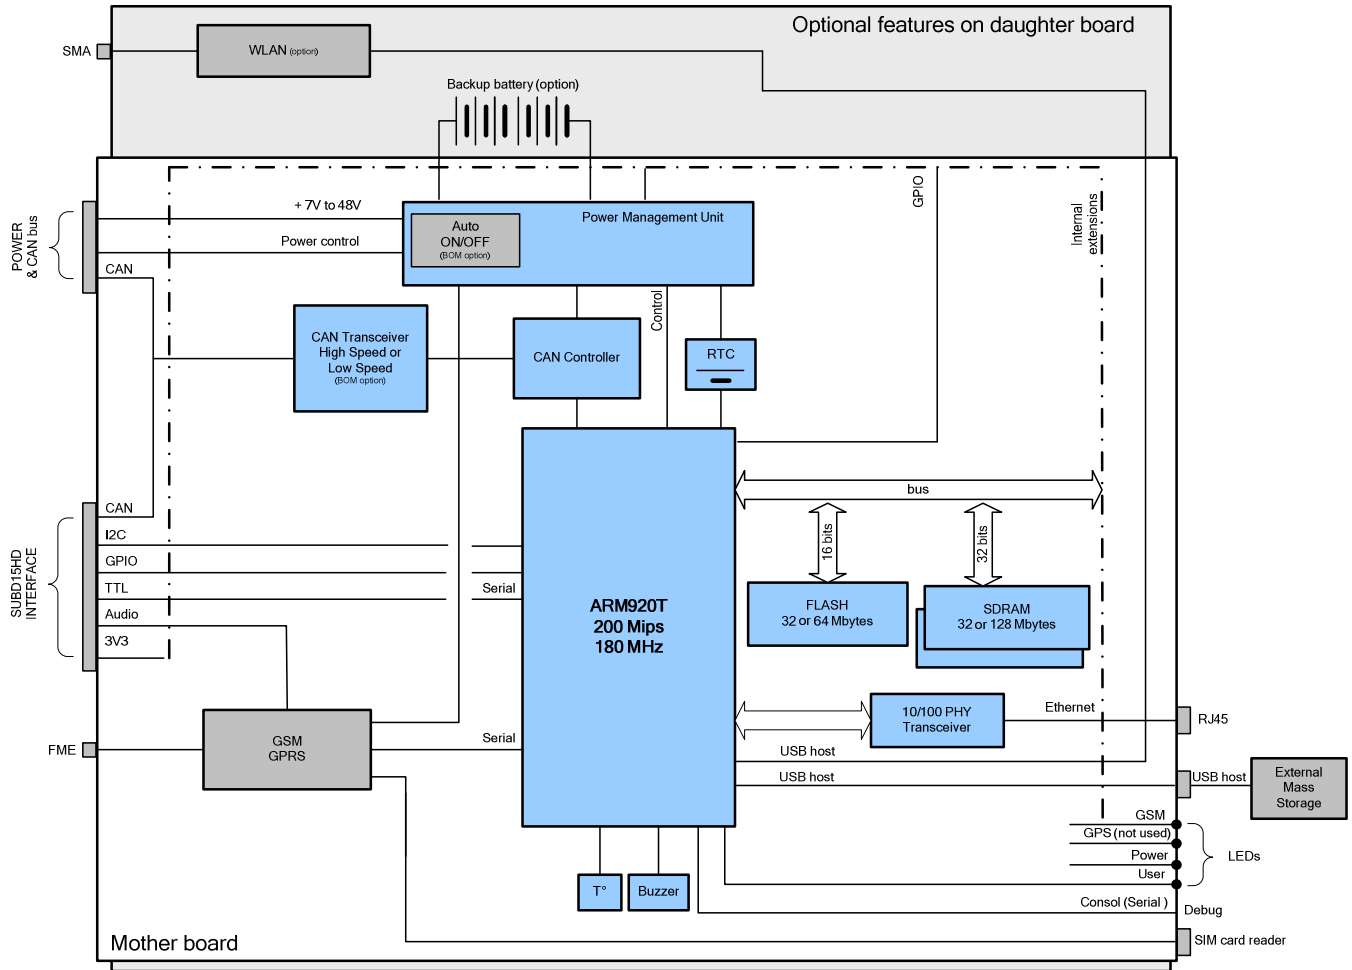 Optional features on daughter board
SMA
WLAN (option)
Backup battery (option)
+ 7V to 48V
Power control
CAN
POWER
& CAN bus
Auto
ON/OFF
(BOM option)
Power Management Unit
GPIO
Internal
extensions
CAN Transceiver
High Speed or
Low Speed
(BOM option)
CAN Controller
Control
RTC
bus
16 bits
32 bits
FLASH
32 or 64 Mbytes
SDRAM
32 or 128 Mbytes
SUBD15HD
INTERFACE
CAN
I2C
GPIO
TTL
Audio
3V3
Serial
ARM920T
200 Mips
180 MHz
FME
GSM
GPRS
Serial
10/100 PHY
Transceiver
Ethernet
RJ45
USB host
USB host
USB host
External
Mass
Storage
GSM
GPS (not used)
Power
User
LEDs
T°
Buzzer
Consol (Serial )
Debug
SIM card reader
Mother board